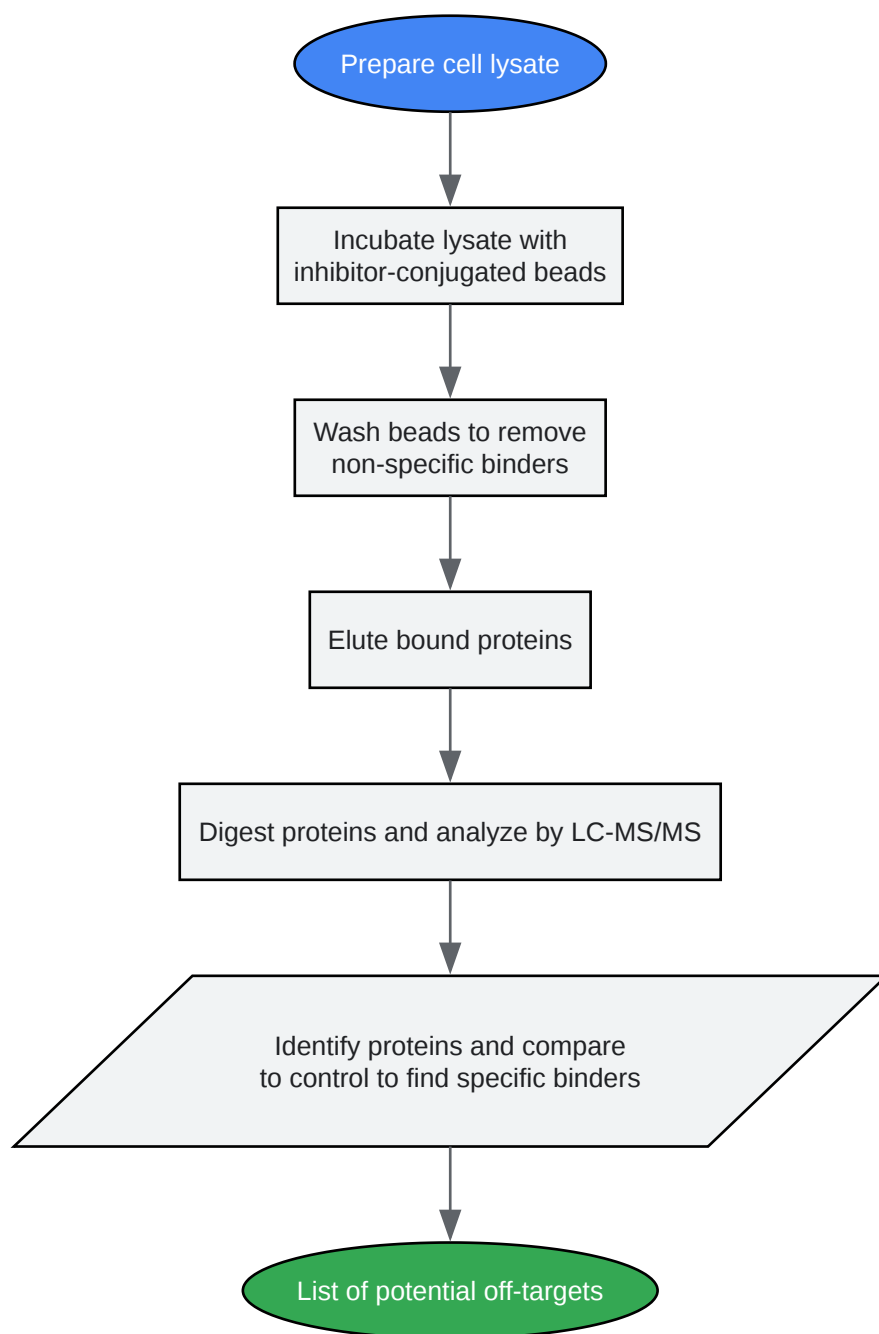 Prepare cell lysate
Incubate lysate with
inhibitor-conjugated beads
Wash beads to remove
non-specific binders
Elute bound proteins
Digest proteins and analyze by LC-MS/MS
Identify proteins and compare
to control to find specific binders
List of potential off-targets